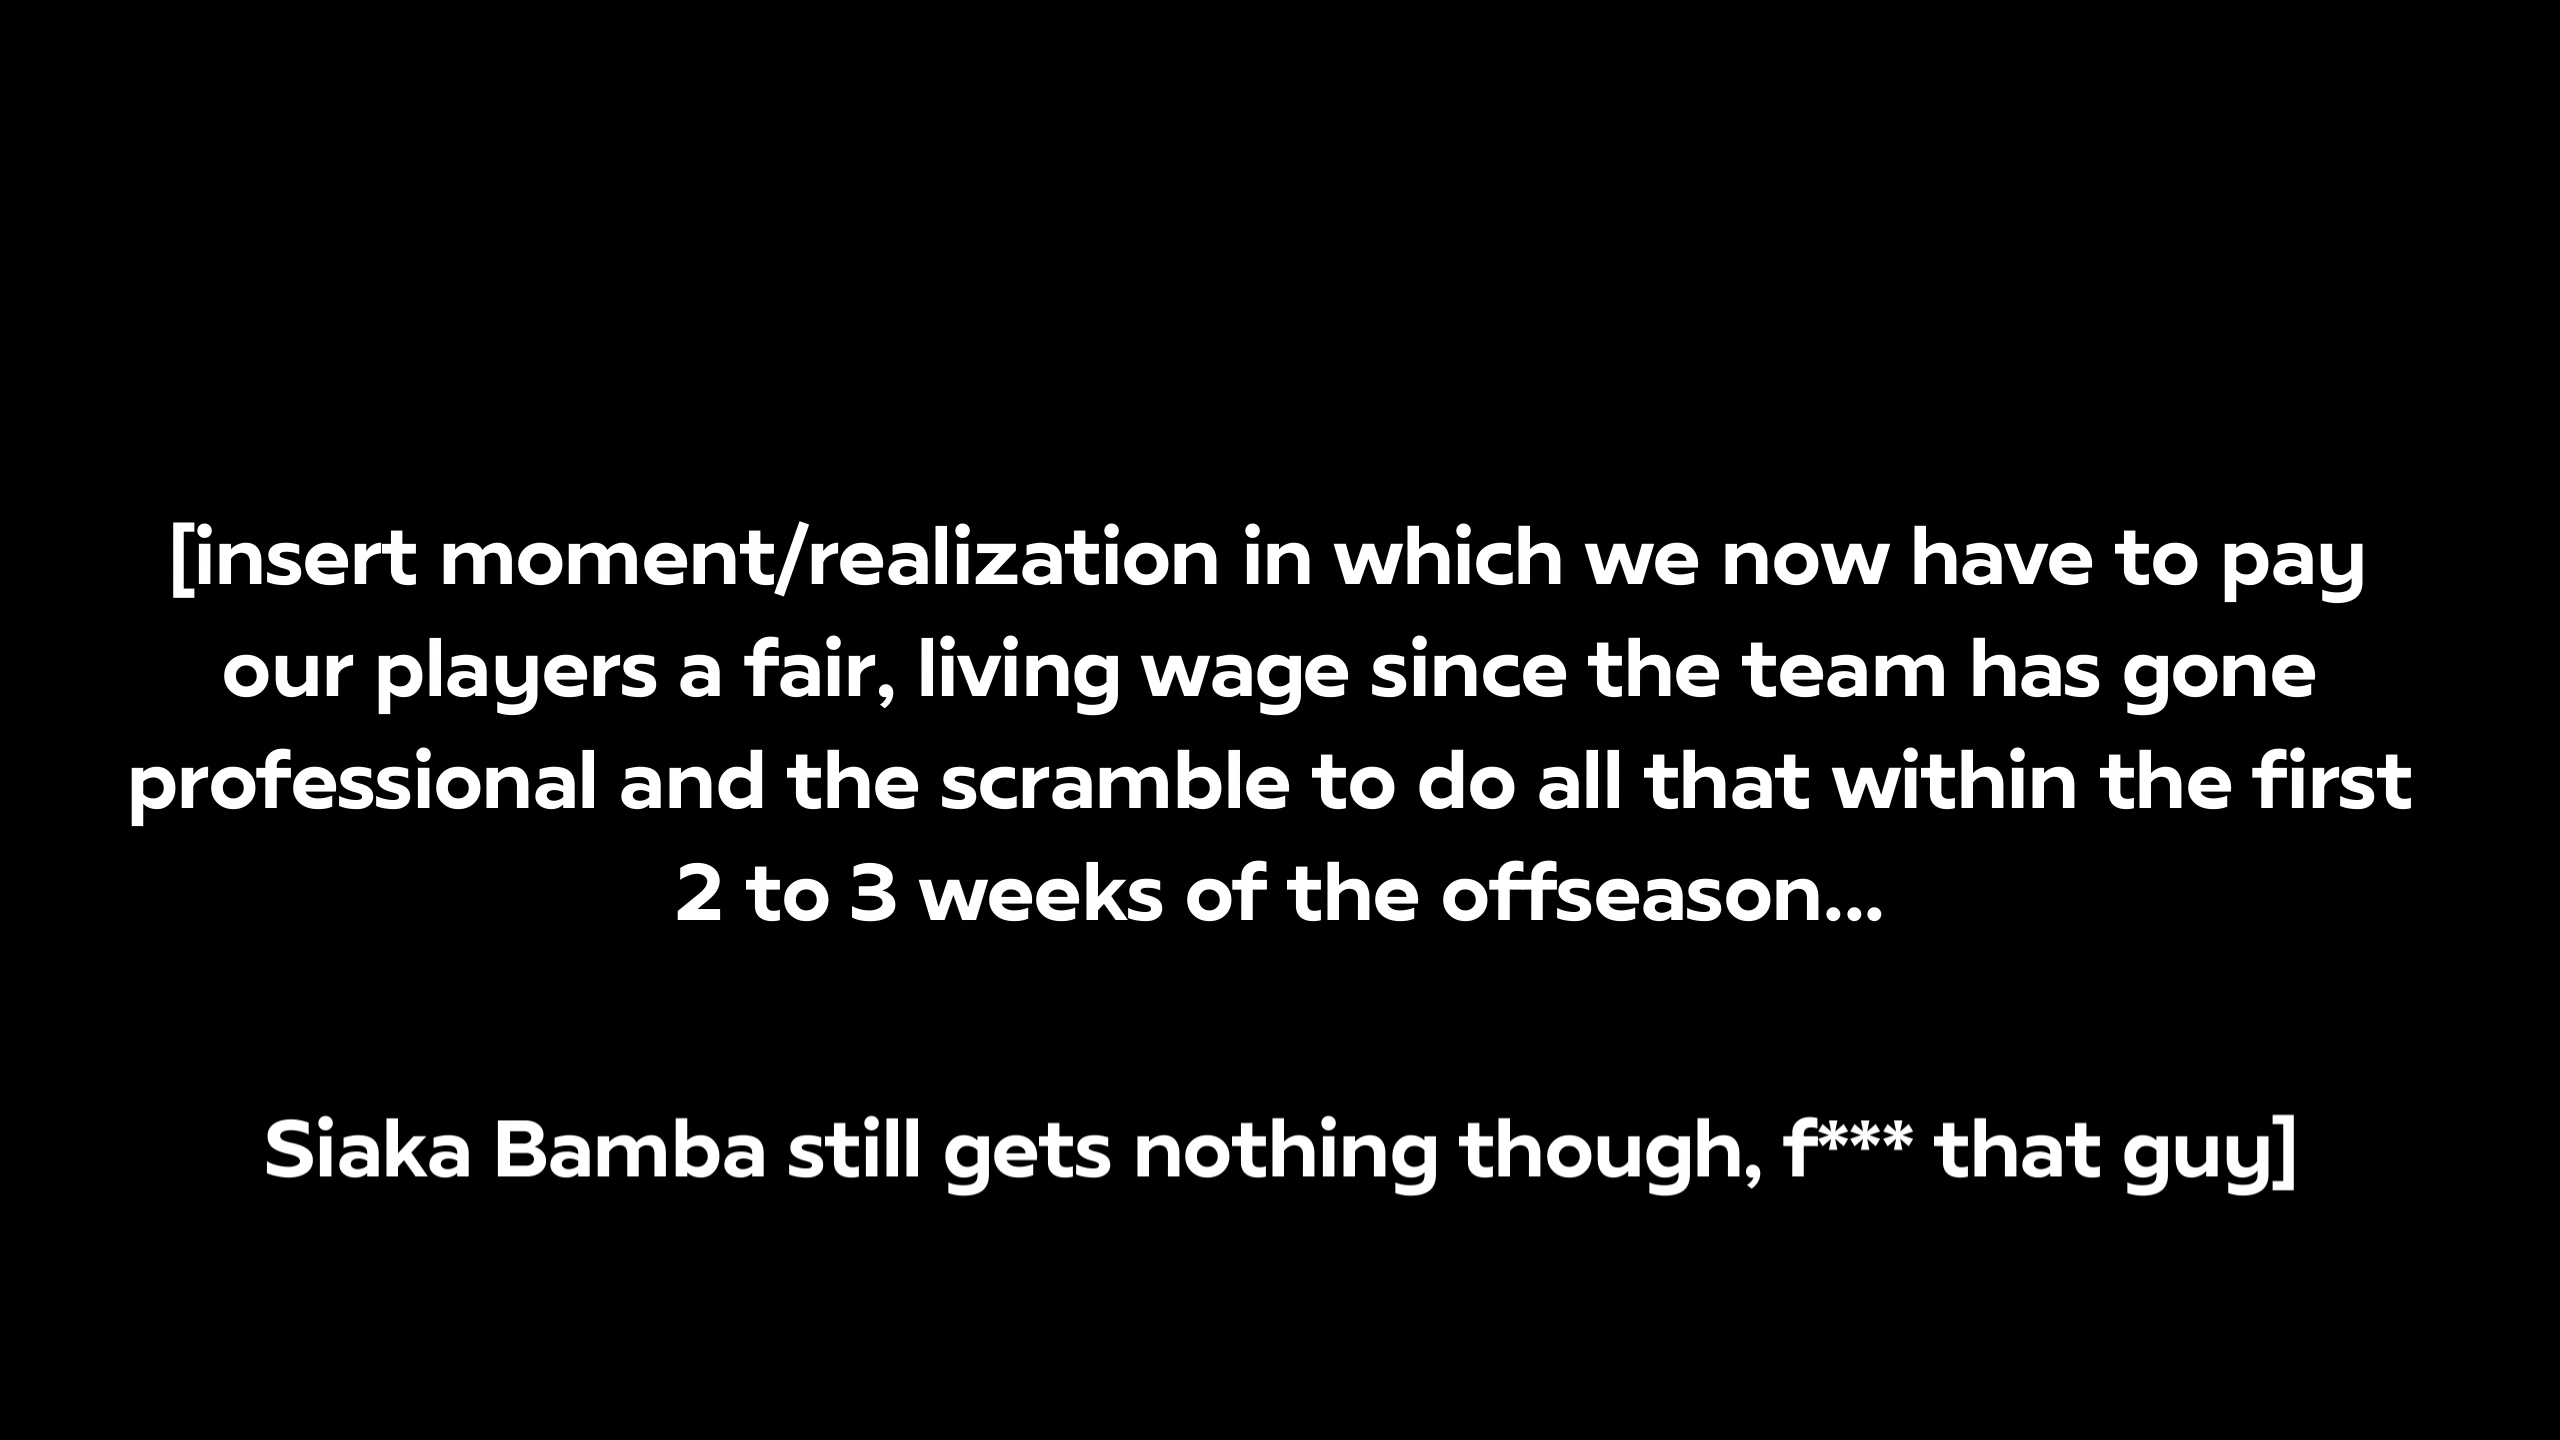 [insert moment/realization in which we now have to pay
our players a fair, living wage since the team has gone
professional and the scramble to do all that within the first
2 to 3 weeks of the offseason...
Siaka Bamba still gets nothing though, f*** that guy]